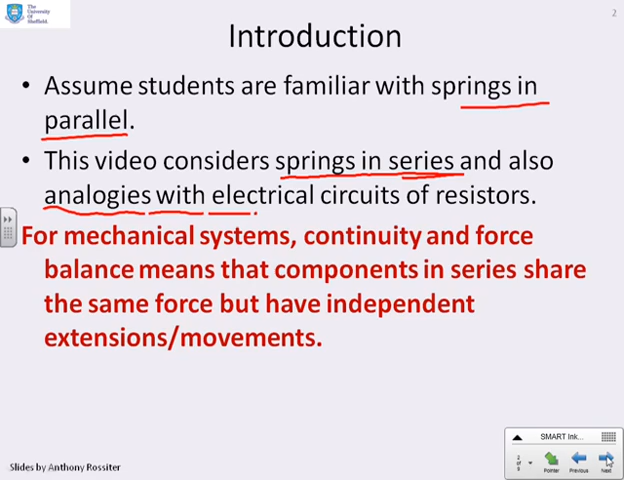 The
University
Of
Sheffield.
2
Introduction
• Assume students are familiar with springs in
parallel.
• This video considers springs in series and also
analogies with electrical circuits of resistors.
For mechanical systems, continuity and force
balance means that components in series share
the same force but have independent
extensions/movements.
SMART Ink...
2
of
Pointer
Previous
Next
Slides by Anthony Rossiter